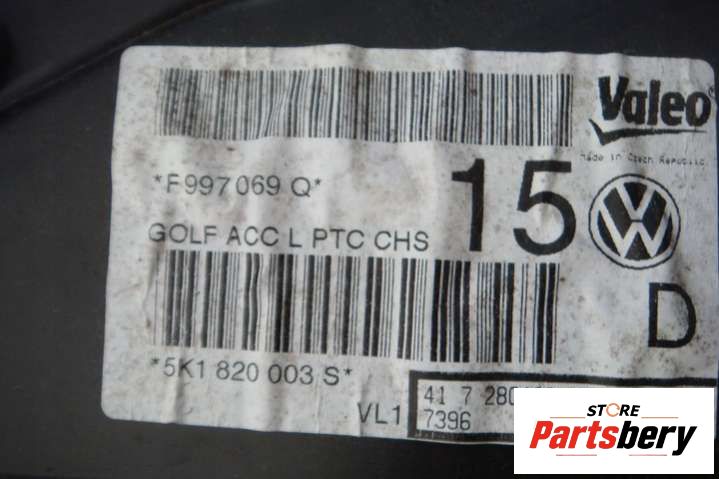 Valeo
Made in Czech Republic
*F997069 Q*
15
GOLF ACC L PTC CHS
VW
D
*5K1 820 003 S*
VL1
41 7
7396
STORE
Partsbery